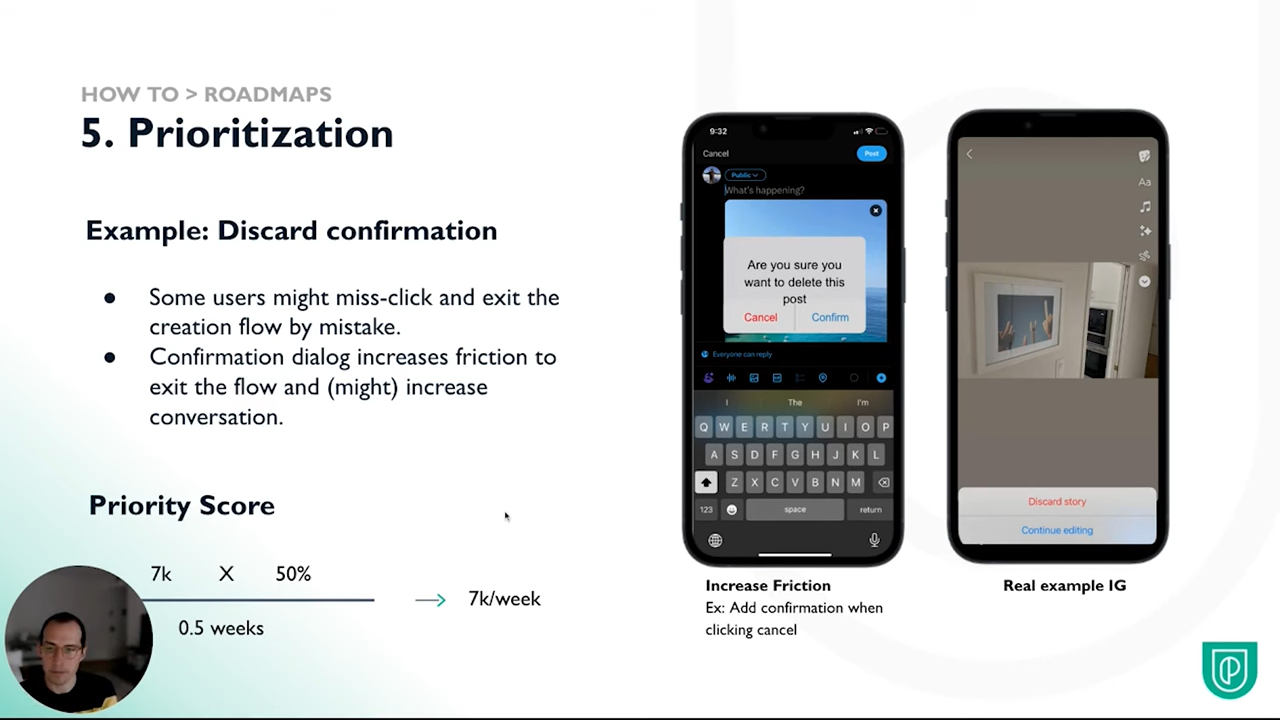 HOW TO > ROADMAPS
5. Prioritization
Example: Discard confirmation
● Some users might miss-click and exit the
creation flow by mistake.
● Confirmation dialog increases friction to
exit the flow and (might) increase
conversation.
Priority Score
7k X 50%
0.5 weeks
7k/week
9:32
Cancel
Post
Public
What's happening?
Are you sure you
want to delete this
post
Cancel Confirm
Everyone can reply
GIF
I The I'm
Q W E R T Y U I O P
A S D F G H J K L
Z X C V B N M
123 space return
Increase Friction
Ex: Add confirmation when
clicking cancel
Aa
Discard story
Continue editing
Real example IG